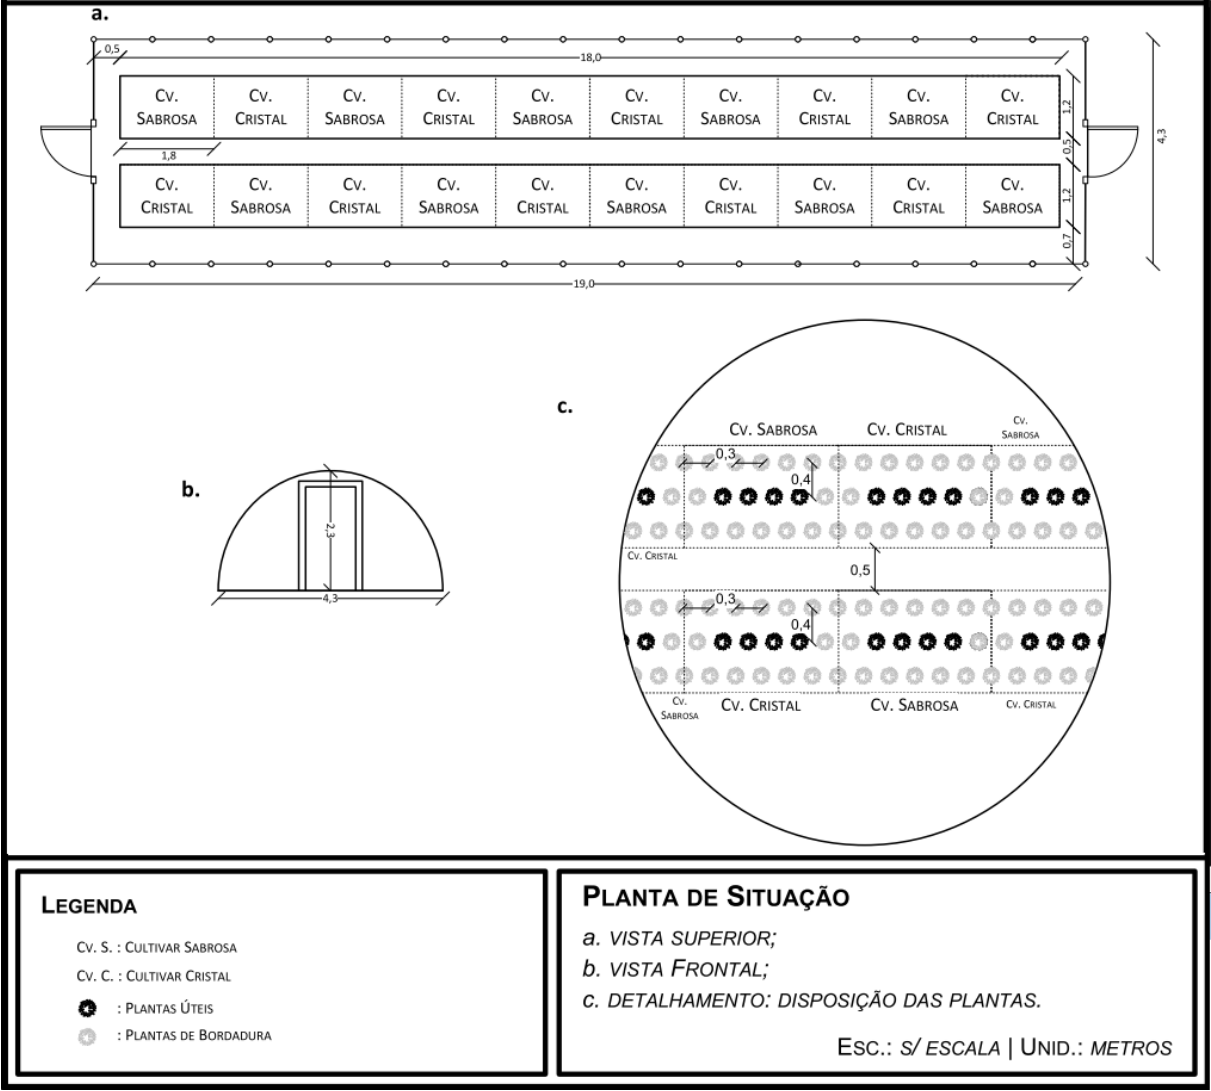 a.
0,5
18,0
Cv. Sabrosa
Cv. Cristal
Cv. Sabrosa
Cv. Cristal
Cv. Sabrosa
Cv. Cristal
Cv. Sabrosa
Cv. Cristal
Cv. Sabrosa
Cv. Cristal
1,2
1,8
0,5
4,3
Cv. Cristal
Cv. Sabrosa
Cv. Cristal
Cv. Sabrosa
Cv. Cristal
Cv. Sabrosa
Cv. Cristal
Cv. Sabrosa
Cv. Cristal
Cv. Sabrosa
1,2
0,7
19,0
b.
2,3
4,3
c.
Cv. Sabrosa
Cv. Cristal
Cv. Sabrosa
0,3
0,4
Cv. Cristal
0,5
0,3
0,4
Cv. Sabrosa
Cv. Cristal
Cv. Sabrosa
Cv. Cristal
Legenda
Cv. S. : Cultivar Sabrosa
Cv. C. : Cultivar Cristal
: Plantas Úteis
: Plantas de Bordadura
Planta de Situação
a. vista superior;
b. vista Frontal;
c. detalhamento: disposição das plantas.
Esc.: s/ escala | Unid.: metros